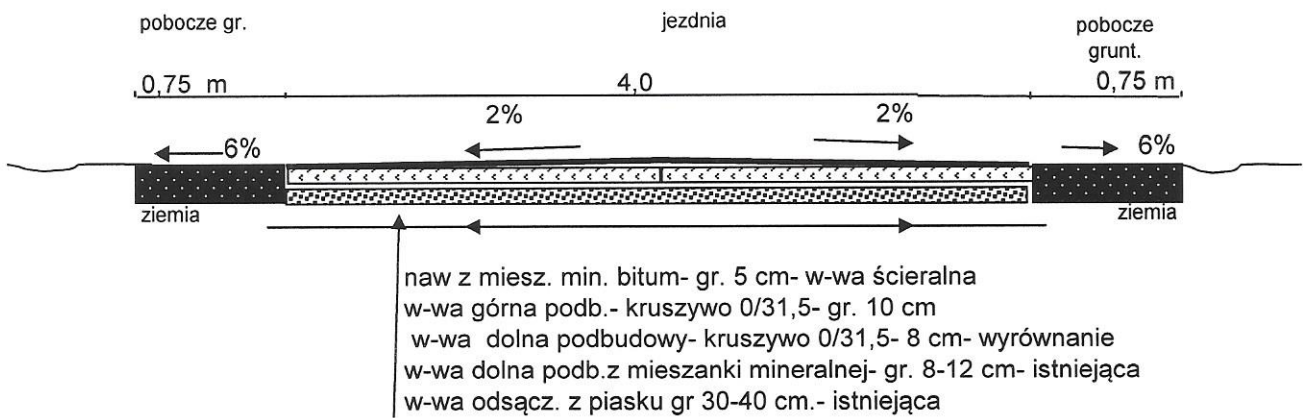 pobocze gr.
jezdnia
pobocze
grunt.
0,75 m
4,0
0,75 m
2%
2%
6%
6%
ziemia
ziemia
naw z miesz. min. bitum- gr. 5 cm- w-wa ścieralna
w-wa górna podb.- kruszywo 0/31,5- gr. 10 cm
w-wa dolna podbudowy- kruszywo 0/31,5- 8 cm- wyrównanie
w-wa dolna podb.z mieszanki mineralnej- gr. 8-12 cm- istniejąca
w-wa odsącz. z piasku gr 30-40 cm.- istniejąca